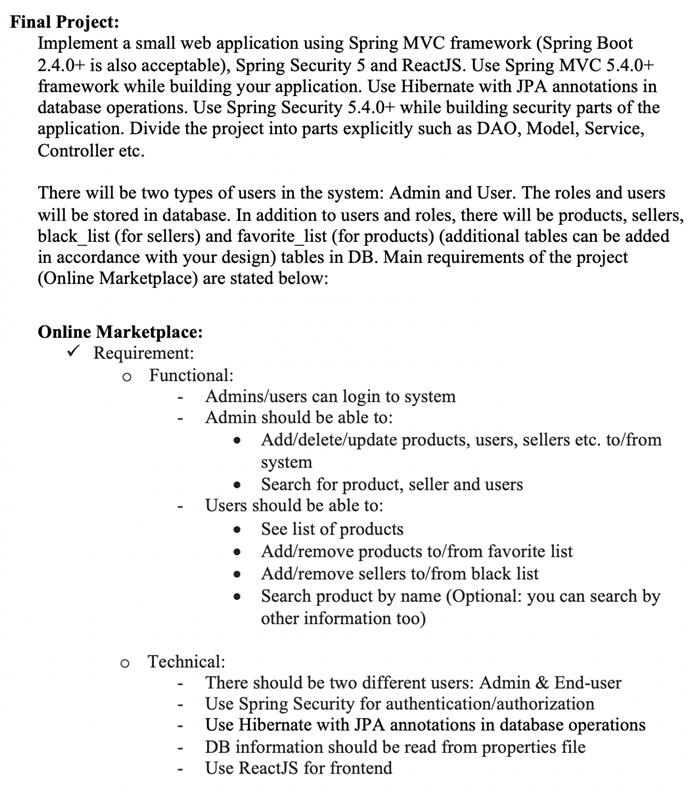 Final Project:
Implement a small web application using Spring MVC framework (Spring Boot
2.4.0+ is also acceptable), Spring Security 5 and ReactJS. Use Spring MVC 5.4.0+
framework while building your application. Use Hibernate with JPA annotations in
database operations. Use Spring Security 5.4.0+ while building security parts of the
application. Divide the project into parts explicitly such as DAO, Model, Service,
Controller etc.
There will be two types of users in the system: Admin and User. The roles and users
will be stored in database. In addition to users and roles, there will be products, sellers,
black_list (for sellers) and favorite_list (for products) (additional tables can be added
in accordance with your design) tables in DB. Main requirements of the project
(Online Marketplace) are stated below:
Online Marketplace:
✓ Requirement:
o Functional:
- Admins/users can login to system
- Admin should be able to:
• Add/delete/update products, users, sellers etc. to/from
system
• Search for product, seller and users
- Users should be able to:
• See list of products
• Add/remove products to/from favorite list
• Add/remove sellers to/from black list
• Search product by name (Optional: you can search by
other information too)
o Technical:
- There should be two different users: Admin & End-user
- Use Spring Security for authentication/authorization
- Use Hibernate with JPA annotations in database operations
- DB information should be read from properties file
- Use ReactJS for frontend